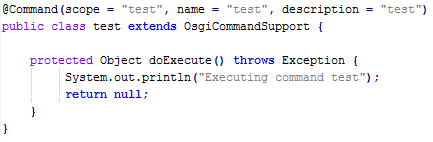 @Command(scope = "test", name = "test", description = "test")
public class test extends OsgiCommandSupport {
protected Object doExecute() throws Exception {
System.out.println("Executing command test");
return null;
}
}